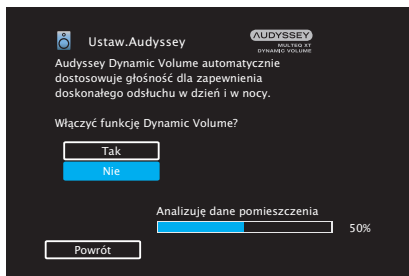 Ustaw.Audyssey
AUDYSSEY
MULTEQ XT
DYNAMIC VOLUME
Audyssey Dynamic Volume automatycznie
dostosowuje głośność dla zapewnienia
doskonałego odsłuchu w dzień i w nocy.
Włączyć funkcję Dynamic Volume?
Tak
Nie
Analizuję dane pomieszczenia
50%
Powrót